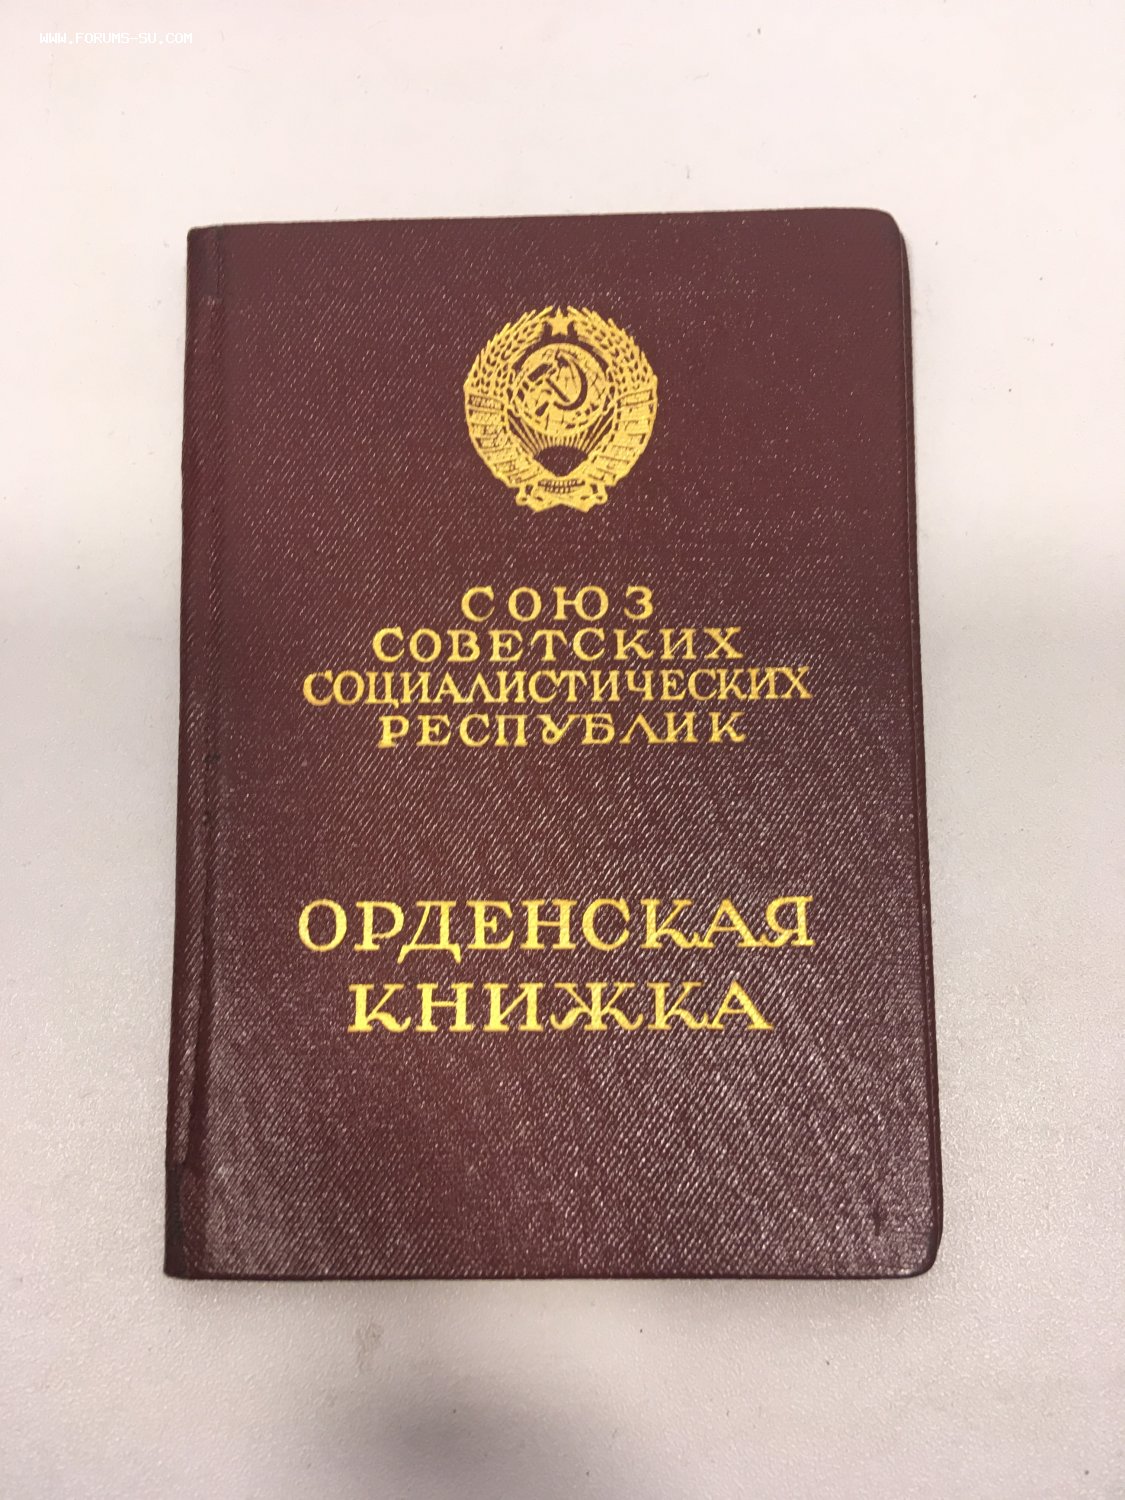 WWW.FORUMS-SU.COM
СОЮЗ
СОВЕТСКИХ
СОЦИАЛИСТИЧЕСКИХ
РЕСПУБЛИК
ОРДЕНСКАЯ
КНИЖКА